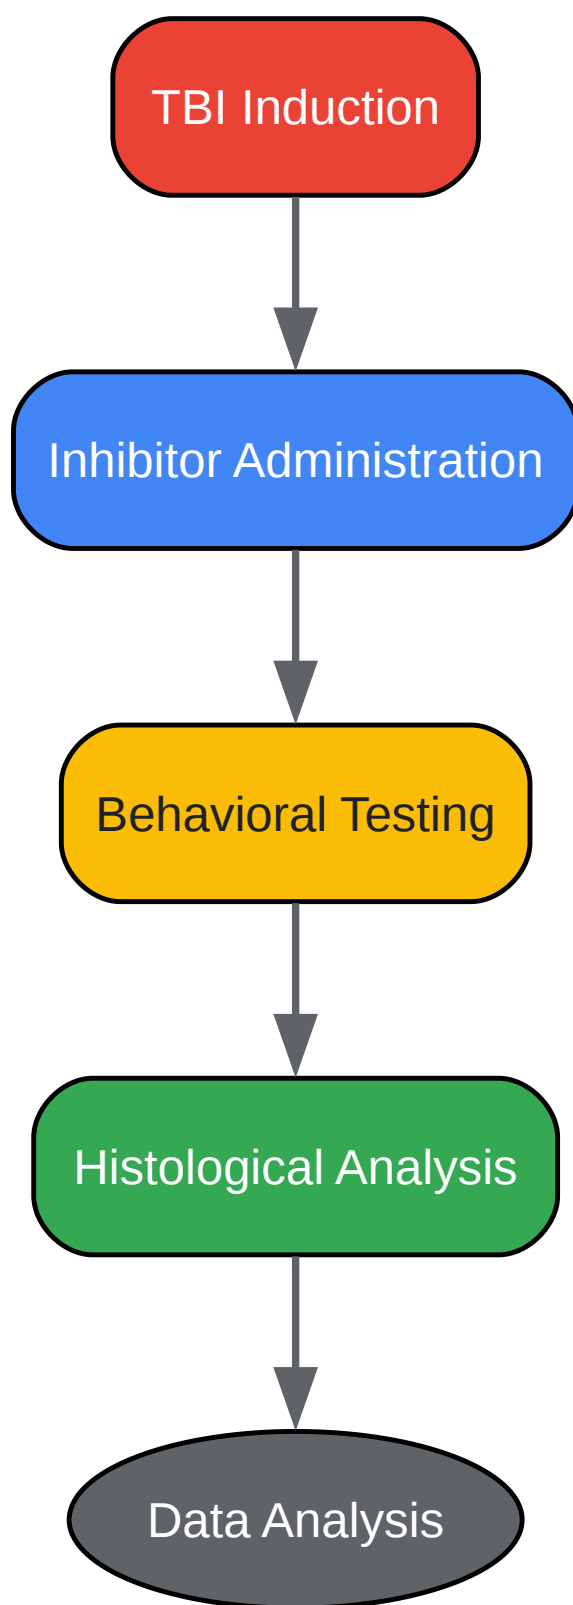 TBI Induction
Inhibitor Administration
Behavioral Testing
Histological Analysis
Data Analysis